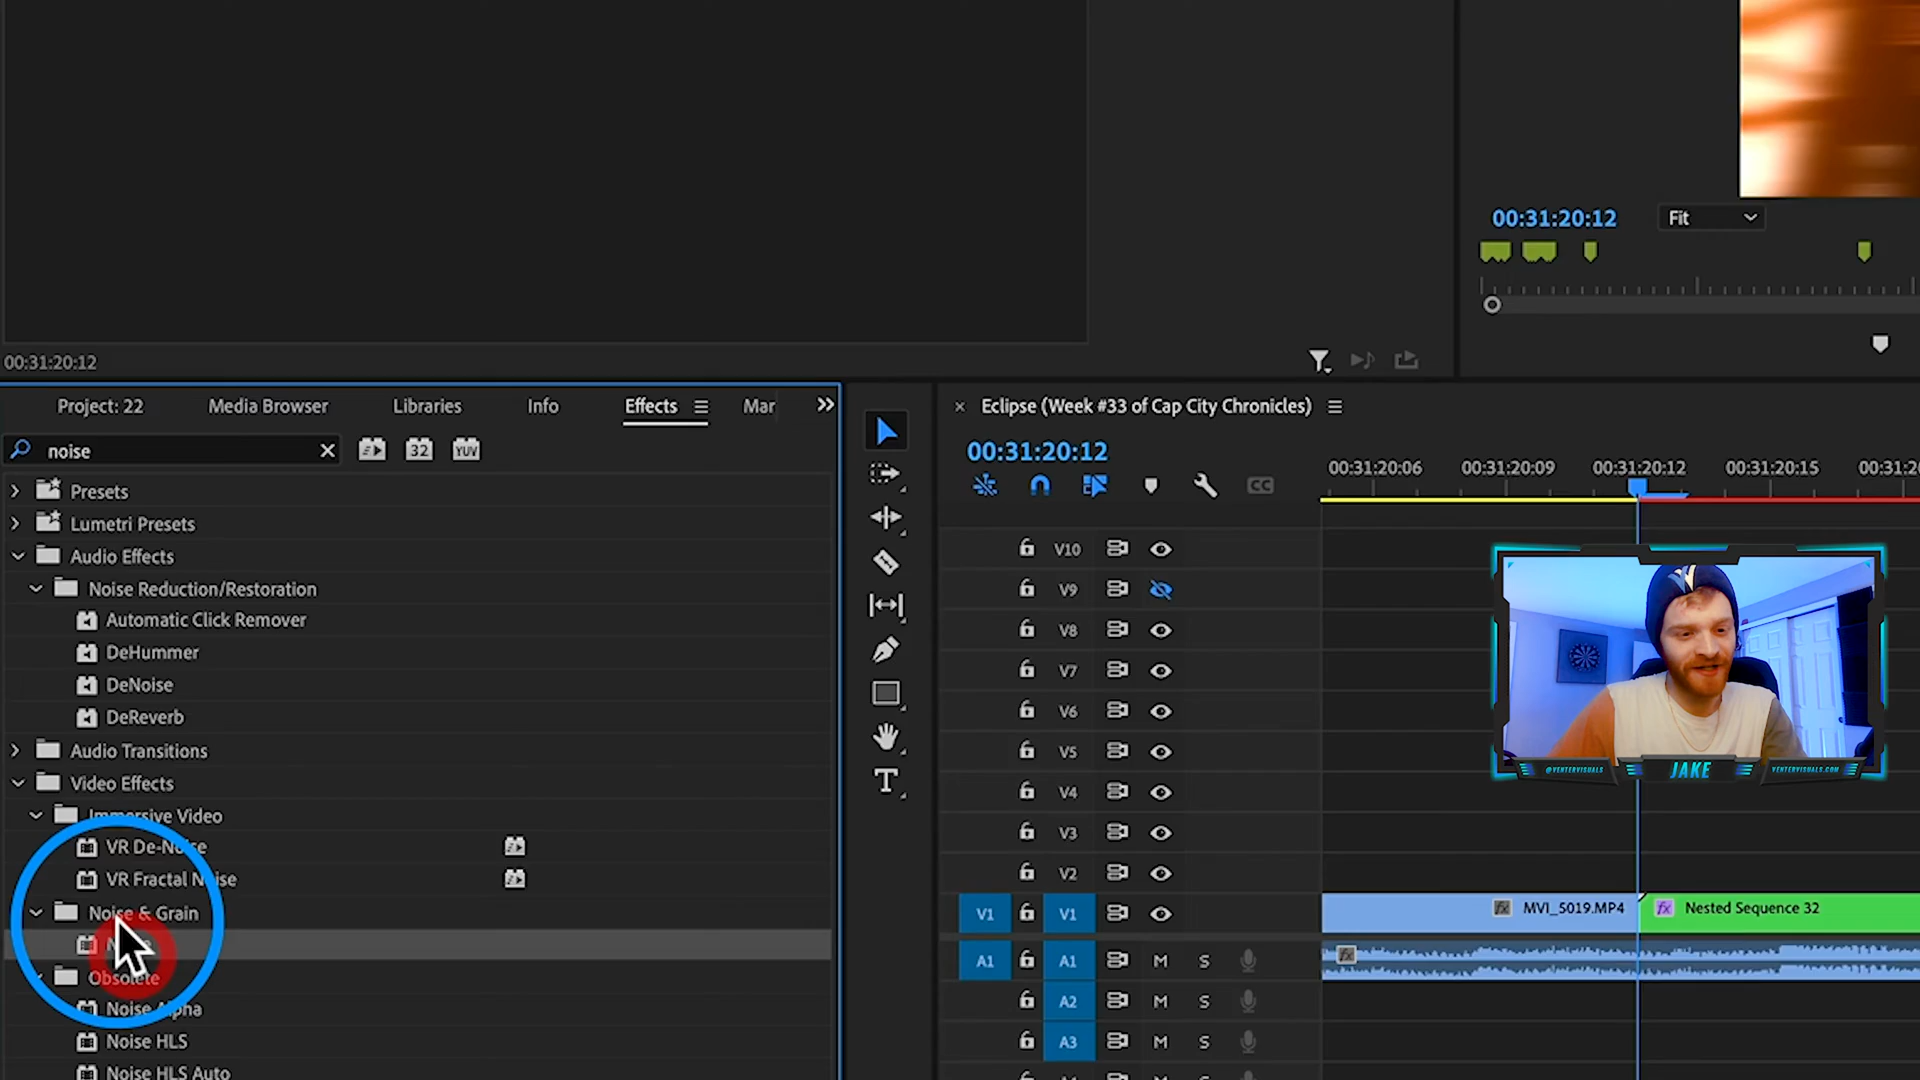 00:31:20:12
Fit
00:31:20:12
Project: 22
Media Browser
Libraries
Info
Effects
Mar
noise
32
YUV
Presets
Lumetri Presets
Audio Effects
Noise Reduction/Restoration
Automatic Click Remover
DeHummer
DeNoise
DeReverb
Audio Transitions
Video Effects
Immersive Video
VR De-Noise
VR Fractal Noise
Noise & Grain
Obsolete
Noise Alpha
Noise HLS
Noise HLS Auto
T
Eclipse (Week #33 of Cap City Chronicles)
00:31:20:12
CC
00:31:20:06 00:31:20:09 00:31:20:12 00:31:20:15 00:31:2
V10
V9
V8
V7
V6
V5
V4
V3
V2
V1 V1
MVI_5019.MP4
fx Nested Sequence 32
A1 A1 M S
A2 M S
A3 M S
@VENTERVISUALS
JAKE
VENTERVISUALS.COM